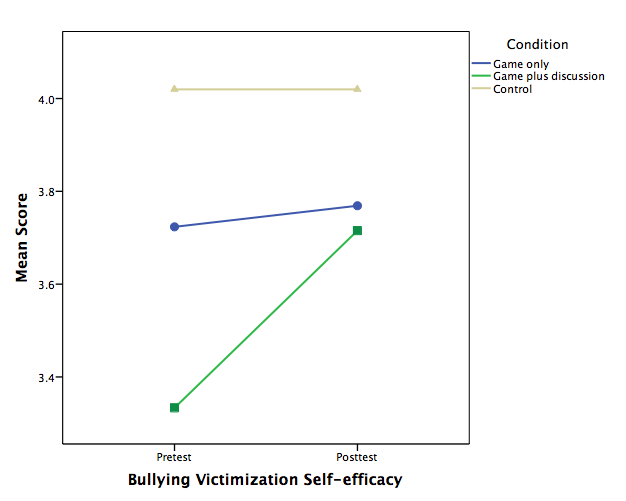 Condition
Game only
Game plus discussion
Control
4.0
3.8
3.6
3.4
Mean Score
Pretest
Posttest
Bullying Victimization Self-efficacy